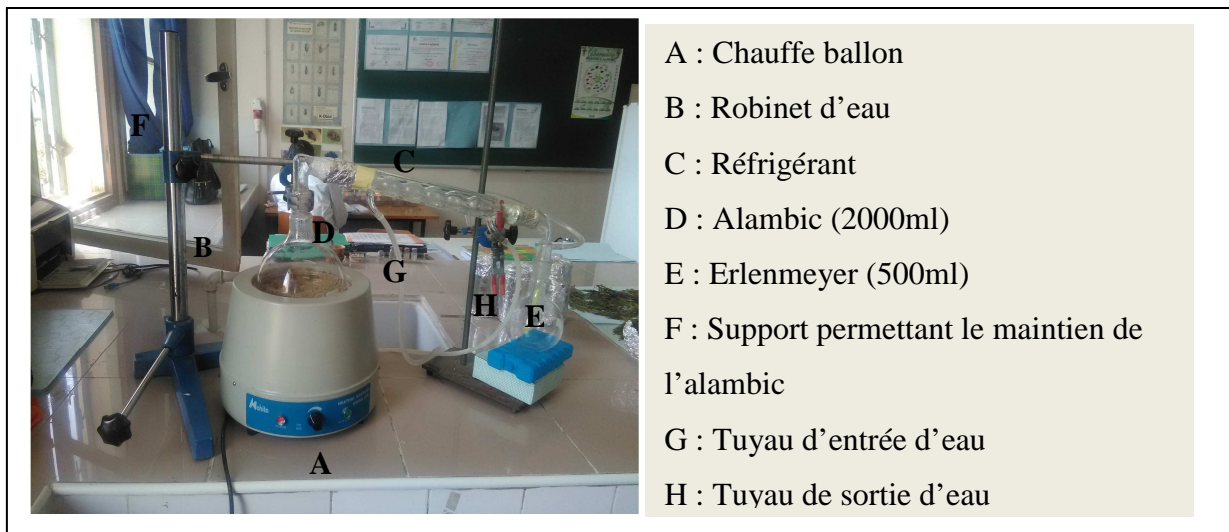 F
C
B
D
G
H
E
A
A : Chauffe ballon
B : Robinet d’eau
C : Réfrigérant
D : Alambic (2000ml)
E : Erlenmeyer (500ml)
F : Support permettant le maintien de
l’alambic
G : Tuyau d’entrée d’eau
H : Tuyau de sortie d’eau